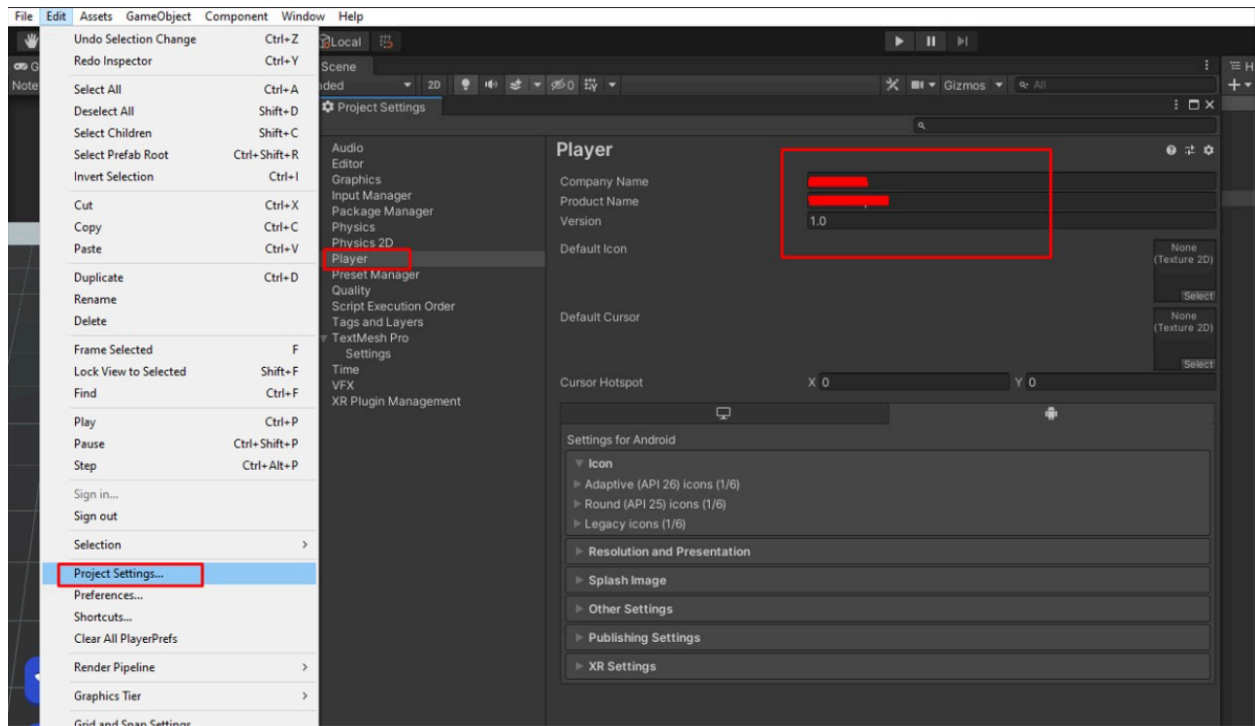 File Edit Assets GameObject Component Window Help
Undo Selection Change Ctrl+Z
Redo Inspector Ctrl+Y
Select All Ctrl+A
Deselect All Shift+D
Select Children Shift+C
Select Prefab Root Ctrl+Shift+R
Invert Selection Ctrl+I
Cut Ctrl+X
Copy Ctrl+C
Paste Ctrl+V
Duplicate Ctrl+D
Rename
Delete
Frame Selected F
Lock View to Selected Shift+F
Find Ctrl+F
Play Ctrl+P
Pause Ctrl+Shift+P
Step Ctrl+Alt+P
Sign in...
Sign out
Selection
Project Settings...
Preferences...
Shortcuts...
Clear All PlayerPrefs
Render Pipeline
Graphics Tier
Grid and Snap Settings
Local
Scene
2D 0 Gizmos All
Project Settings
Audio
Editor
Graphics
Input Manager
Package Manager
Physics
Physics 2D
Player
Preset Manager
Quality
Script Execution Order
Tags and Layers
TextMesh Pro
Settings
Time
VFX
XR Plugin Management
Player
Company Name
Product Name
Version 1.0
Default Icon
None
(Texture 2D)
Select
Default Cursor
None
(Texture 2D)
Select
Cursor Hotspot X 0 Y 0
Settings for Android
Icon
Adaptive (API 26) icons (1/6)
Round (API 25) icons (1/6)
Legacy icons (1/6)
Resolution and Presentation
Splash Image
Other Settings
Publishing Settings
XR Settings